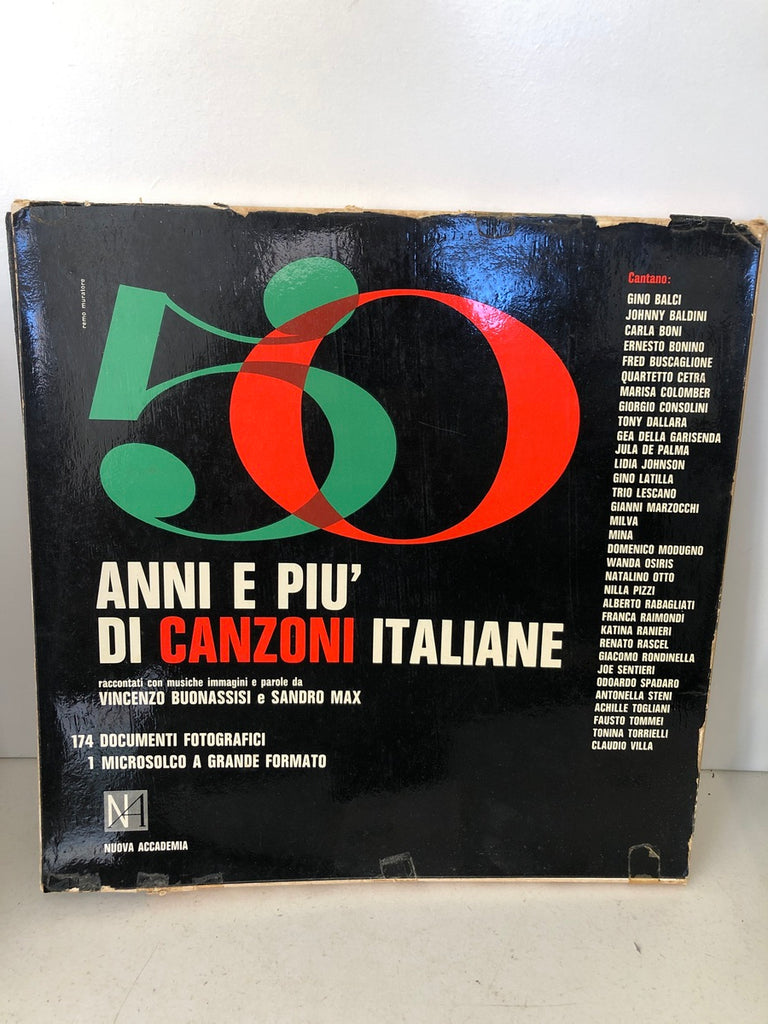 remo muratore
50
ANNI E PIU'
DI CANZONI ITALIANE
raccontati con musiche immagini e parole da
VINCENZO BUONASSISI e SANDRO MAX
174 DOCUMENTI FOTOGRAFICI
1 MICROSOLCO A GRANDE FORMATO
NA
NUOVA ACCADEMIA
Cantano:
GINO BALCI
JOHNNY BALDINI
CARLA BONI
ERNESTO BONINO
FRED BUSCAGLIONE
QUARTETTO CETRA
MARISA COLOMBER
GIORGIO CONSOLINI
TONY DALLARA
GEA DELLA GARISENDA
JULA DE PALMA
LIDIA JOHNSON
GINO LATILLA
TRIO LESCANO
GIANNI MARZOCCHI
MILVA
MINA
DOMENICO MODUGNO
WANDA OSIRIS
NATALINO OTTO
NILLA PIZZI
ALBERTO RABAGLIATI
FRANCA RAIMONDI
KATINA RANIERI
RENATO RASCEL
GIACOMO RONDINELLA
JOE SENTIERI
ODOARDO SPADARO
ANTONELLA STENI
ACHILLE TOGLIANI
FAUSTO TOMMEI
TONINA TORRIELLI
CLAUDIO VILLA